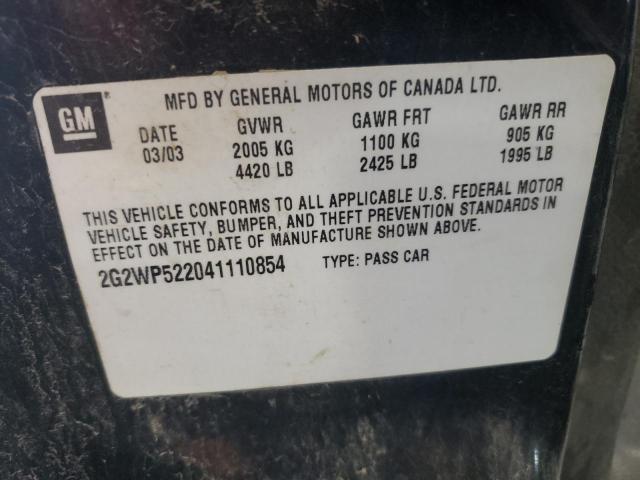 GM
MFD BY GENERAL MOTORS OF CANADA LTD.
DATE GVWR GAWR FRT GAWR RR
03/03 2005 KG 1100 KG 905 KG
4420 LB 2425 LB 1995 LB
THIS VEHICLE CONFORMS TO ALL APPLICABLE U.S. FEDERAL MOTOR
VEHICLE SAFETY, BUMPER, AND THEFT PREVENTION STANDARDS IN
EFFECT ON THE DATE OF MANUFACTURE SHOWN ABOVE.
2G2WP522041110854 TYPE: PASS CAR